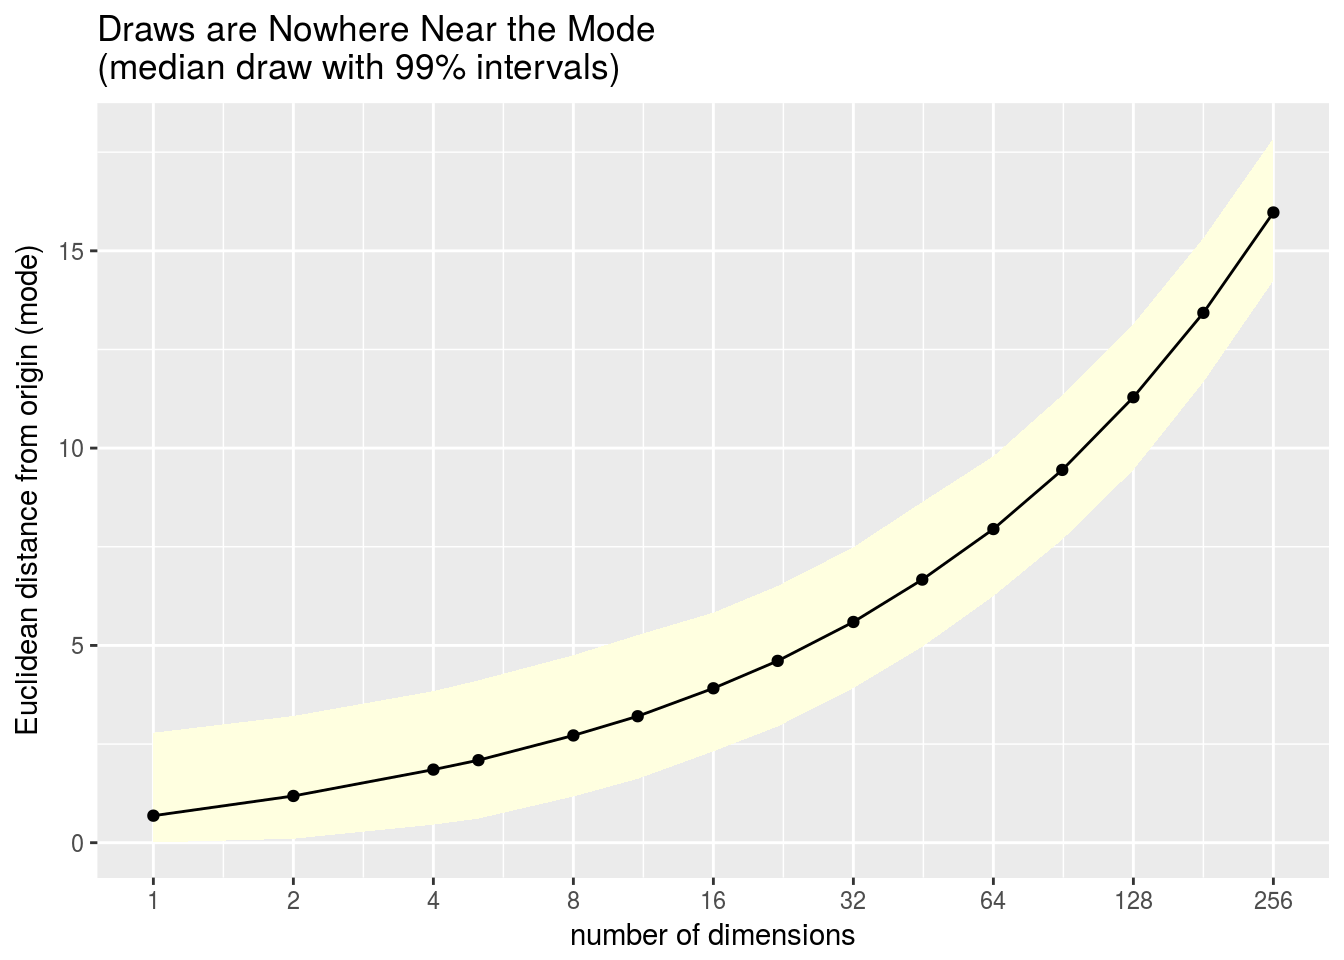 Draws are Nowhere Near the Mode
(median draw with 99% intervals)
Euclidean distance from origin (mode)
15
10
5
0
1 2 4 8 16 32 64 128 256
number of dimensions